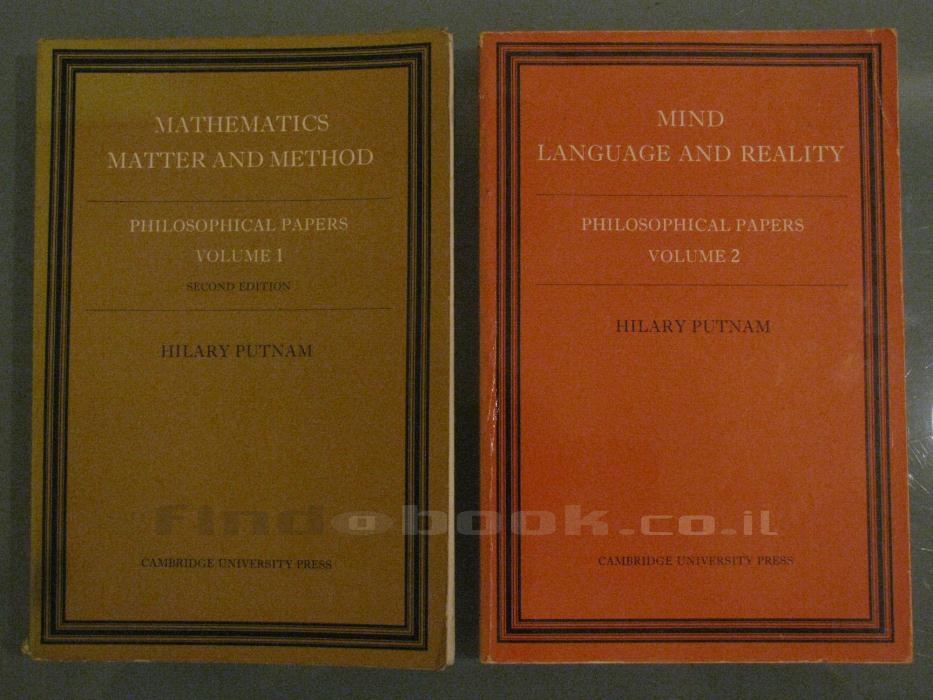 MATHEMATICS
MATTER AND METHOD
PHILOSOPHICAL PAPERS
VOLUME 1
SECOND EDITION
HILARY PUTNAM
CAMBRIDGE UNIVERSITY PRESS
MIND
LANGUAGE AND REALITY
PHILOSOPHICAL PAPERS
VOLUME 2
HILARY PUTNAM
CAMBRIDGE UNIVERSITY PRESS
findabook.co.il